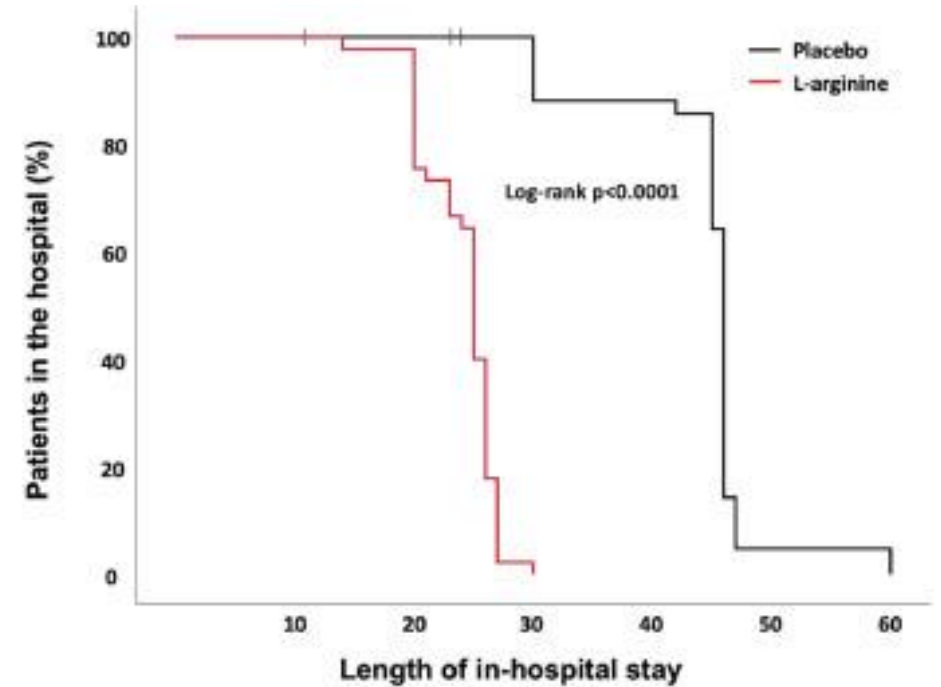 100
80
60
40
20
0
Patients in the hospital (%)
Placebo
L-arginine
Log-rank p<0.0001
10 20 30 40 50 60
Length of in-hospital stay